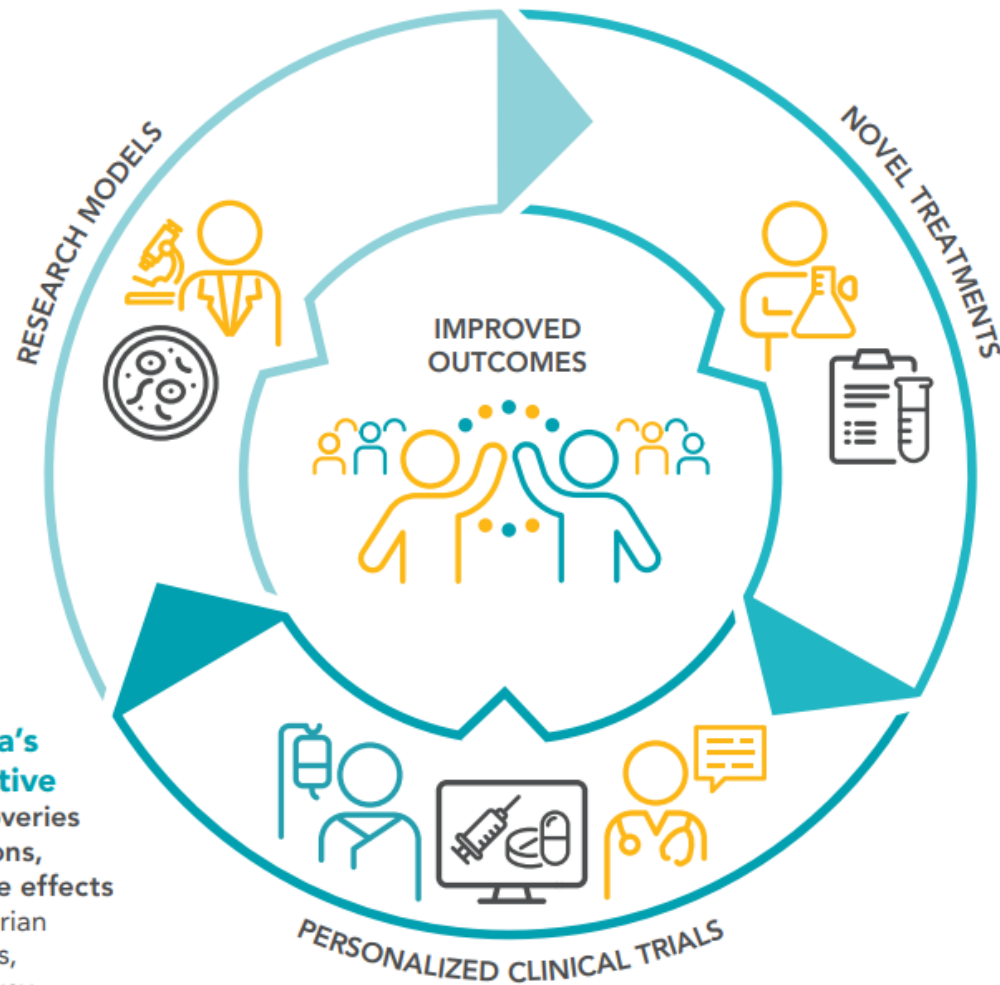 RESEARCH MODELS
NOVEL TREATMENTS
IMPROVED
OUTCOMES
PERSONALIZED CLINICAL TRIALS
a's
tive
veries
ons,
e effects
rian
s,